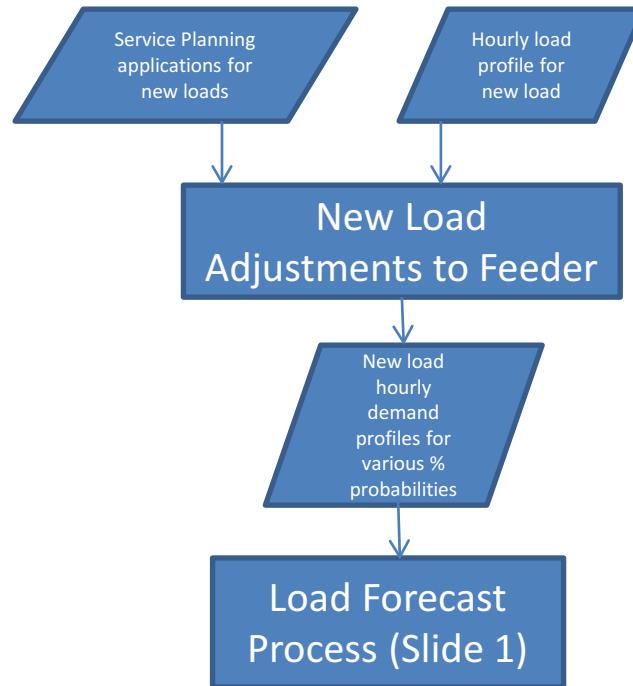 Service Planning
applications for
new loads
Hourly load
profile for
new load
New Load
Adjustments to Feeder
New load
hourly
demand
profiles for
various %
probabilities
Load Forecast
Process (Slide 1)